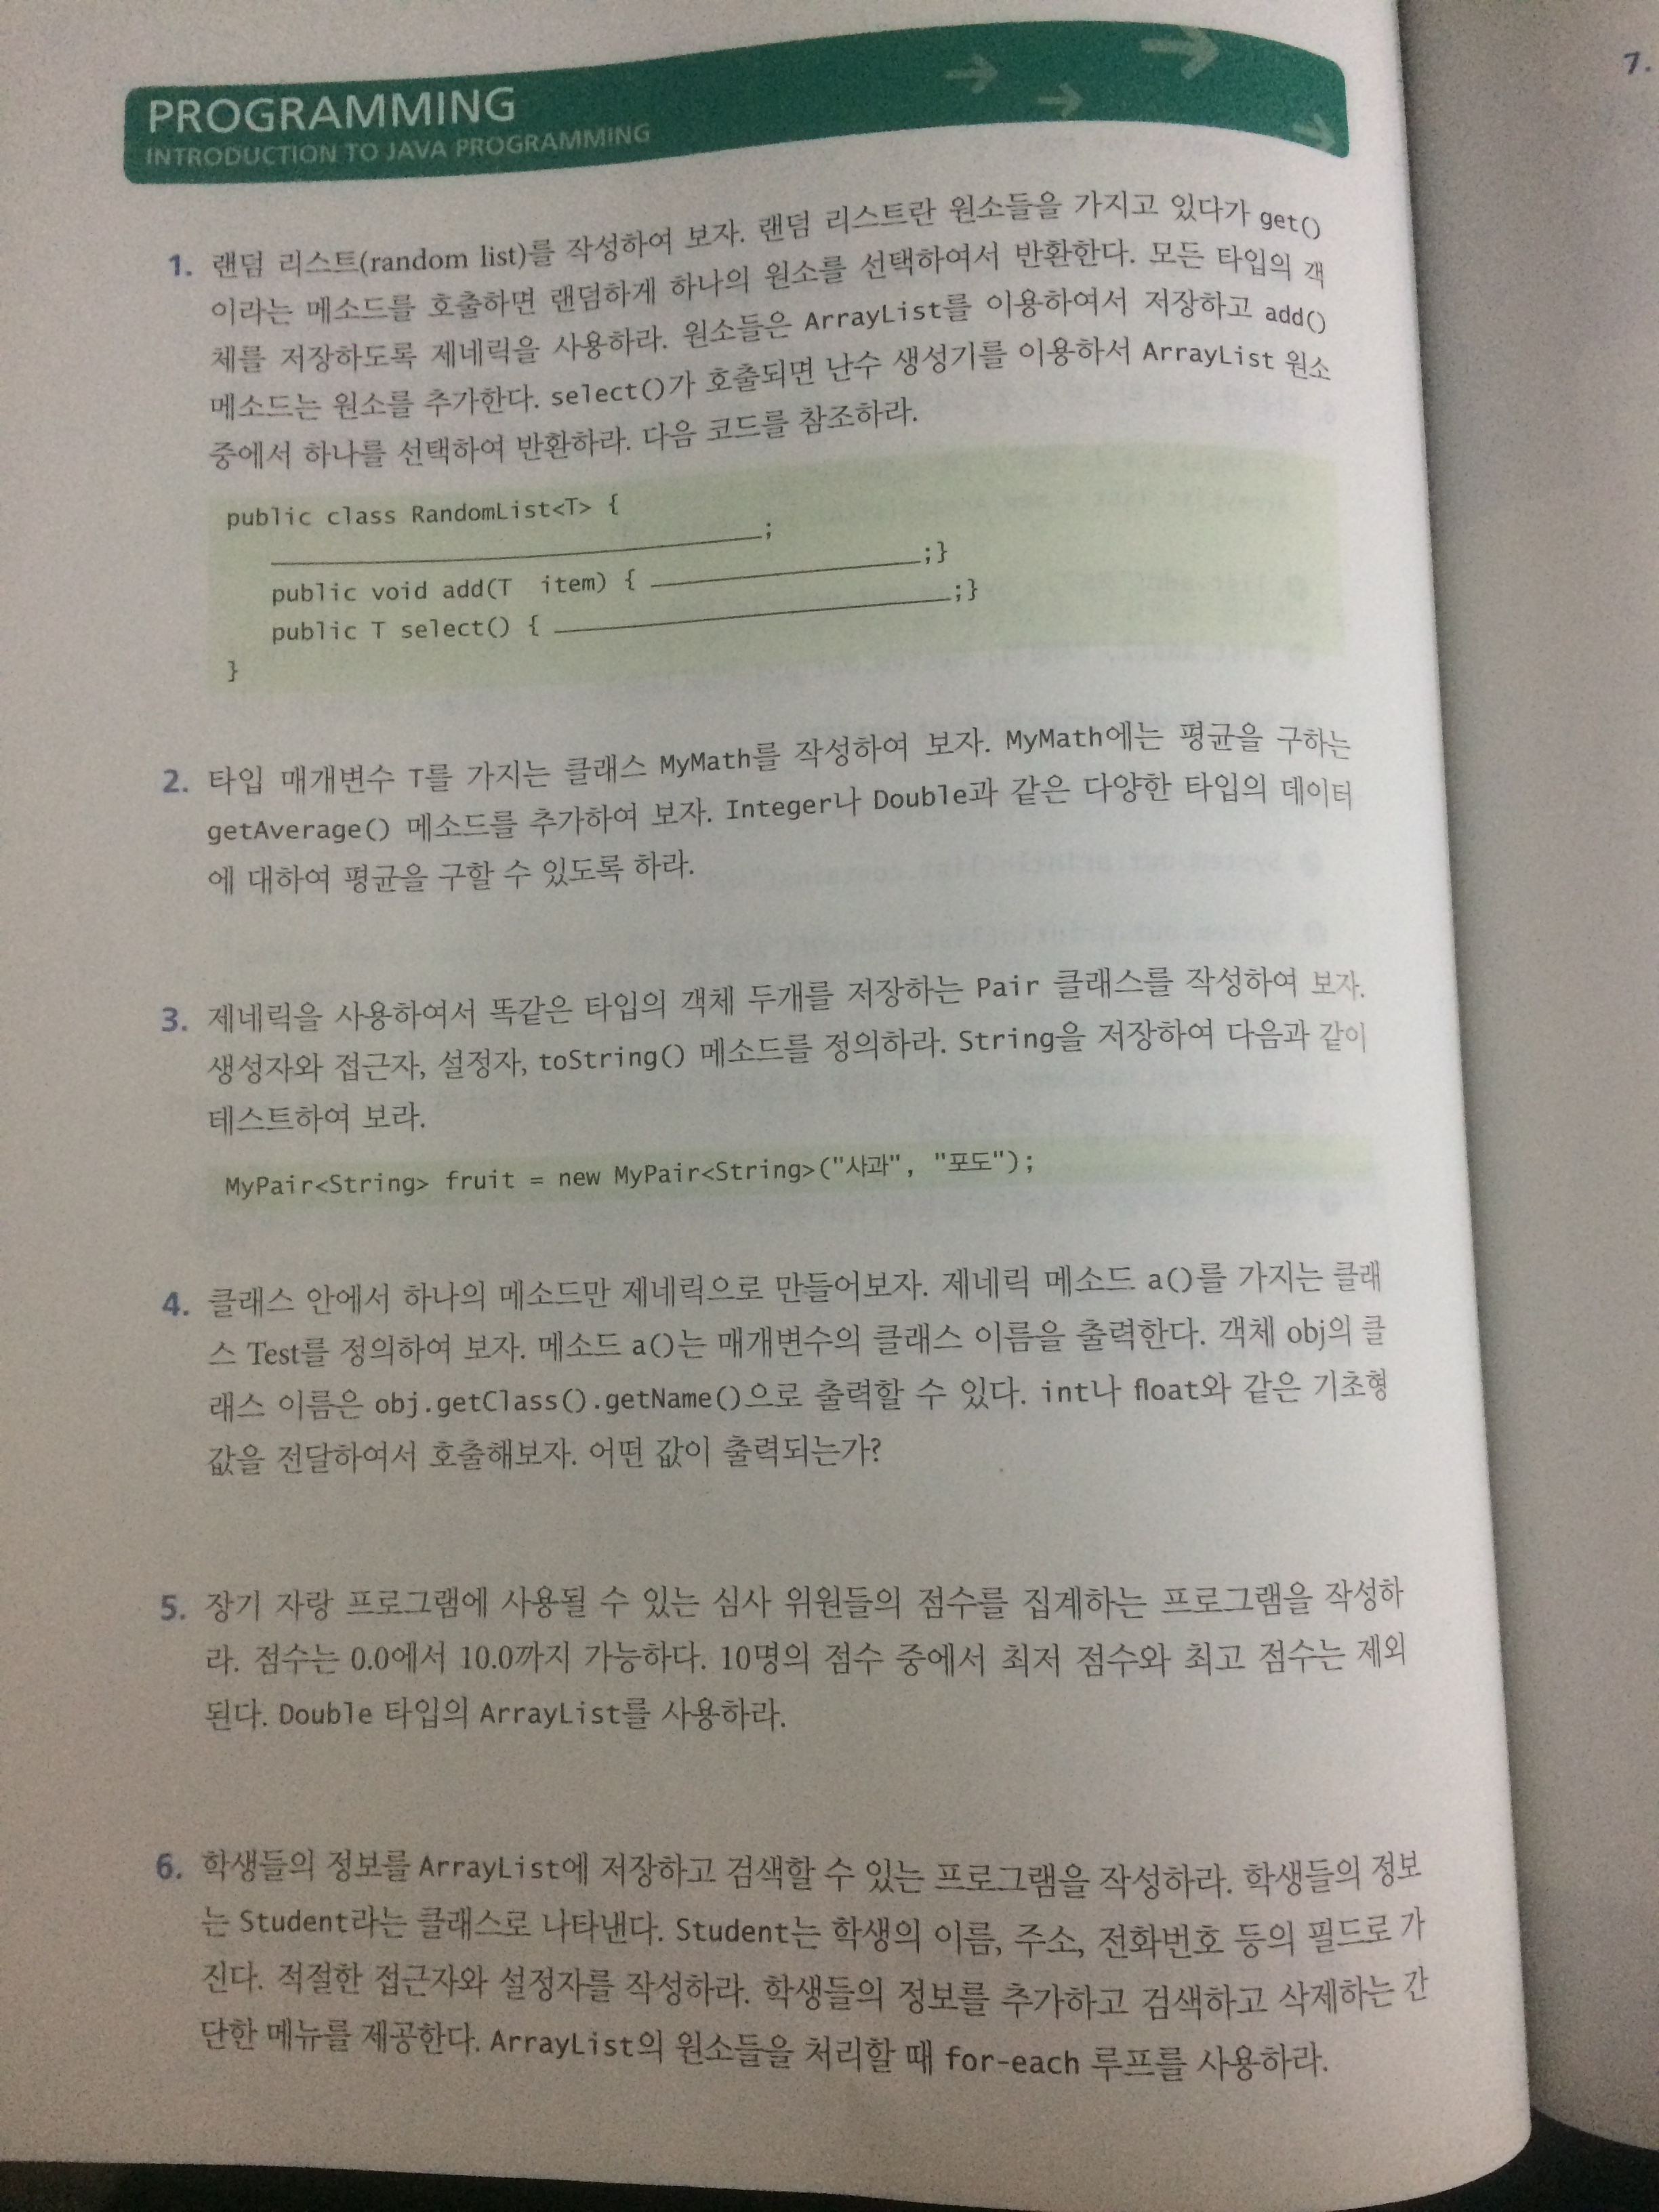 PROGRAMMING
INTRODUCTION TO JAVA PROGRAMMING
1. 랜덤 리스트(random list)를 작성하여 보자. 랜덤 리스트란 원소들을 가지고 있다가 get()
이라는 메소드를 호출하면 랜덤하게 하나의 원소를 선택하여서 반환한다. 모든 타입의 객
체를 저장하도록 제네릭을 사용하라. 원소들은 ArrayList를 이용하여서 저장하고 add()
메소드는 원소를 추가한다. select()가 호출되면 난수 생성기를 이용하서 ArrayList 원소
중에서 하나를 선택하여 반환하라. 다음 코드를 참조하라.
public class RandomList<T> {
;
public void add(T item) { ;}
public T select() { ;}
}
2. 타입 매개변수 T를 가지는 클래스 MyMath를 작성하여 보자. MyMath에는 평균을 구하는
getAverage() 메소드를 추가하여 보자. Integer나 Double과 같은 다양한 타입의 데이터
에 대하여 평균을 구할 수 있도록 하라.
3. 제네릭을 사용하여서 똑같은 타입의 객체 두개를 저장하는 Pair 클래스를 작성하여 보자.
생성자와 접근자, 설정자, toString() 메소드를 정의하라. String을 저장하여 다음과 같이
테스트하여 보라.
MyPair<String> fruit = new MyPair<String>("사과", "포도");
4. 클래스 안에서 하나의 메소드만 제네릭으로 만들어보자. 제네릭 메소드 a()를 가지는 클래
스 Test를 정의하여 보자. 메소드 a()는 매개변수의 클래스 이름을 출력한다. 객체 obj의 클
래스 이름은 obj.getClass().getName()으로 출력할 수 있다. int나 float와 같은 기초형
값을 전달하여서 호출해보자. 어떤 값이 출력되는가?
5. 장기 자랑 프로그램에 사용될 수 있는 심사 위원들의 점수를 집계하는 프로그램을 작성하
라. 점수는 0.0에서 10.0까지 가능하다. 10명의 점수 중에서 최저 점수와 최고 점수는 제외
된다. Double 타입의 ArrayList를 사용하라.
6. 학생들의 정보를 ArrayList에 저장하고 검색할 수 있는 프로그램을 작성하라. 학생들의 정보
는 Student라는 클래스로 나타낸다. Student는 학생의 이름, 주소, 전화번호 등의 필드로 가
진다. 적절한 접근자와 설정자를 작성하라. 학생들의 정보를 추가하고 검색하고 삭제하는 간
단한 메뉴를 제공한다. ArrayList의 원소들을 처리할 때 for-each 루프를 사용하라.
7.